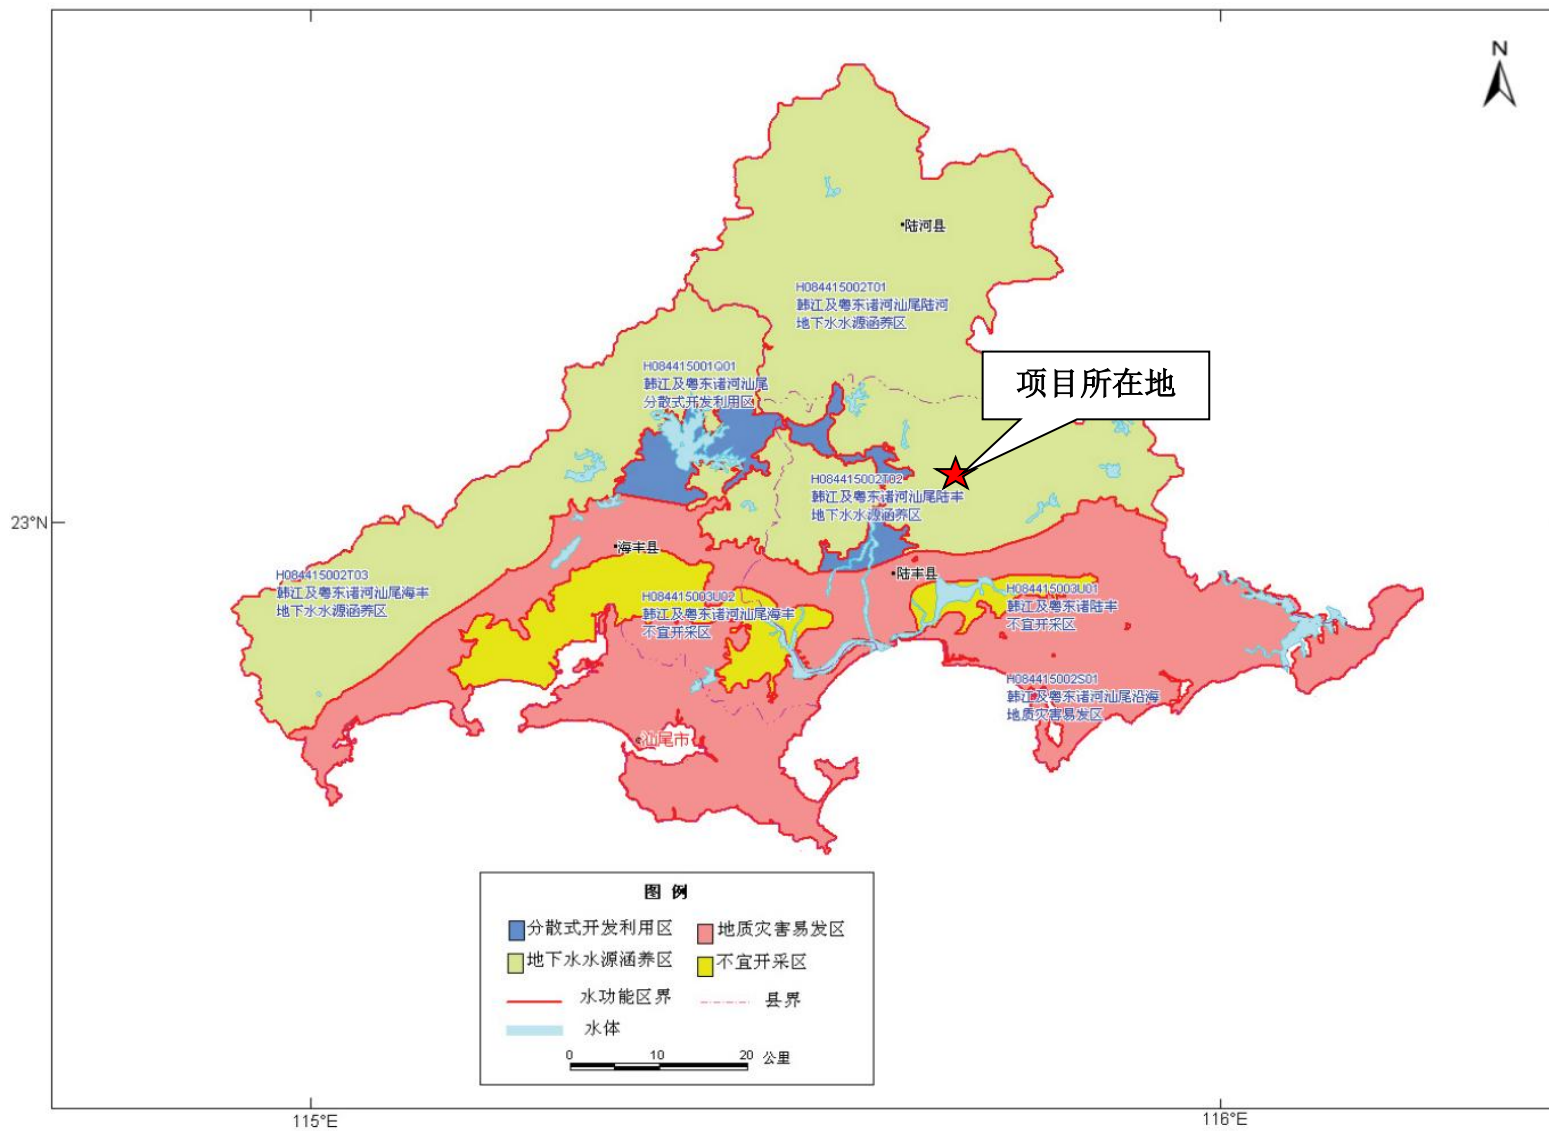 N
陆河县
H084415002T01
韩江及粤东诸河汕尾陆河
地下水水源涵养区
H084415001Q01
韩江及粤东诸河汕尾
分散式开发利用区
项目所在地
H084415002T02
韩江及粤东诸河汕尾陆丰
地下水水源涵养区
23°N
海丰县
陆丰县
H084415002T03
韩江及粤东诸河汕尾海丰
地下水水源涵养区
H084415003U02
韩江及粤东诸河汕尾海丰
不宜开采区
H084415003U01
韩江及粤东诸陆丰
不宜开采区
H084415002S01
韩江及粤东诸河汕尾沿海
地质灾害易发区
汕尾市
图 例
分散式开发利用区
地质灾害易发区
地下水水源涵养区
不宜开采区
水功能区界
县界
水体
0 10 20 公里
115°E
116°E